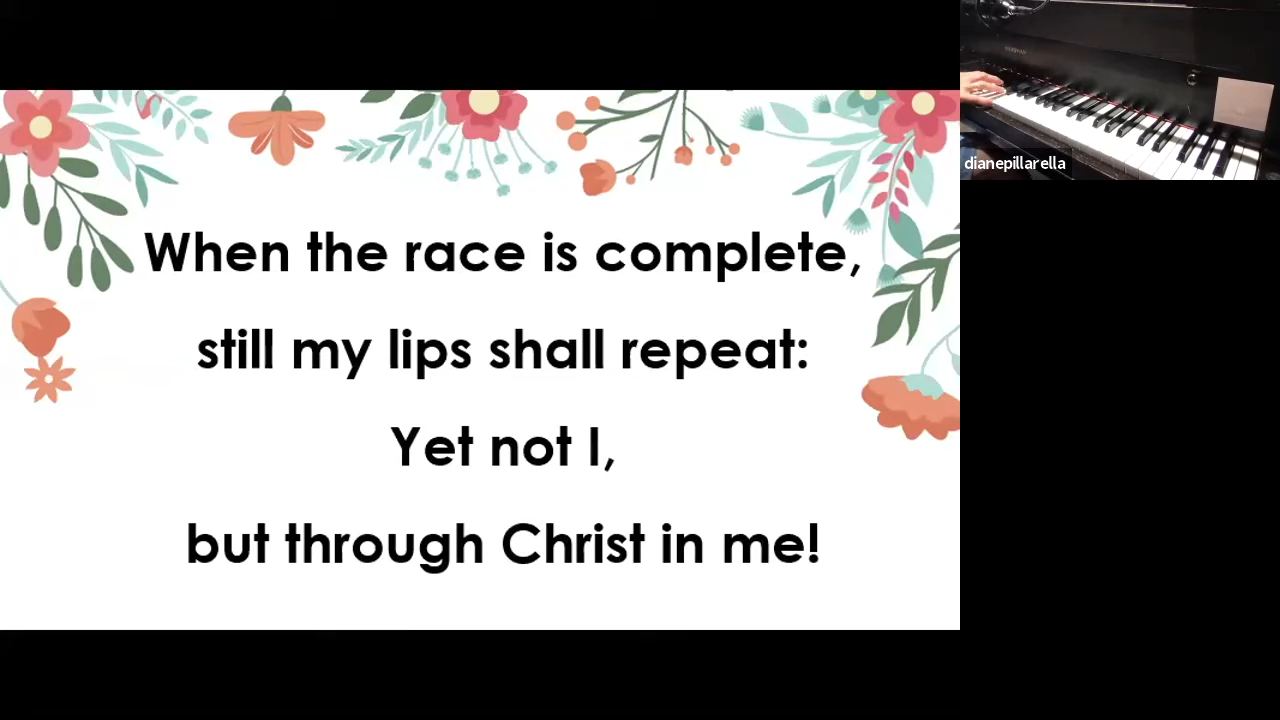 When the race is complete,
still my lips shall repeat:
Yet not I,
but through Christ in me!
dianepillarella